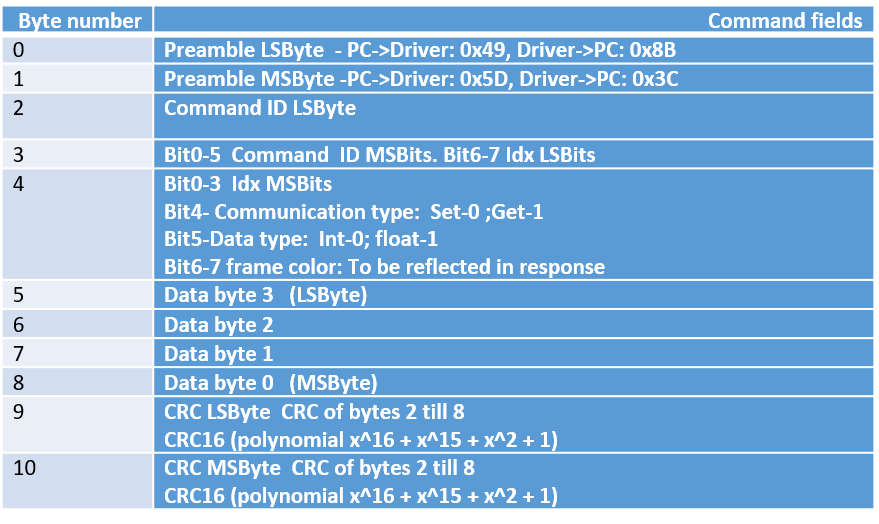 Byte number Command fields
0 Preamble LSByte - PC->Driver: 0x49, Driver->PC: 0x8B
1 Preamble MSByte -PC->Driver: 0x5D, Driver->PC: 0x3C
2 Command ID LSByte
3 Bit0-5 Command ID MSBits. Bit6-7 Idx LSBits
4 Bit0-3 Idx MSBits
Bit4- Communication type: Set-0 ;Get-1
Bit5-Data type: Int-0; float-1
Bit6-7 frame color: To be reflected in response
5 Data byte 3 (LSByte)
6 Data byte 2
7 Data byte 1
8 Data byte 0 (MSByte)
9 CRC LSByte CRC of bytes 2 till 8
CRC16 (polynomial x^16 + x^15 + x^2 + 1)
10 CRC MSByte CRC of bytes 2 till 8
CRC16 (polynomial x^16 + x^15 + x^2 + 1)